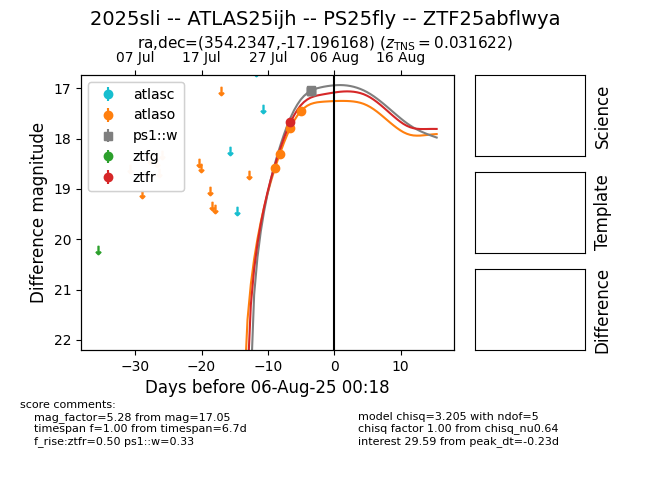 2025sli -- ATLAS25ijh -- PS25fly -- ZTF25abflwya
ra,dec=(354.2347,-17.196168) (z_TNS = 0.031622)
07 Jul 17 Jul 27 Jul 06 Aug 16 Aug
atlasc
atlaso
ps1::w
ztfg
ztfr
17
18
19
20
21
22
Difference magnitude
−30 −20 −10 0 10
Days before 06-Aug-25 00:18
Science
Template
Difference
score comments:
mag_factor=5.28 from mag=17.05
timespan f=1.00 from timespan=6.7d
f_rise:ztfr=0.50 ps1::w=0.33
model chisq=3.205 with ndof=5
chisq factor 1.00 from chisq_nu0.64
interest 29.59 from peak_dt=-0.23d